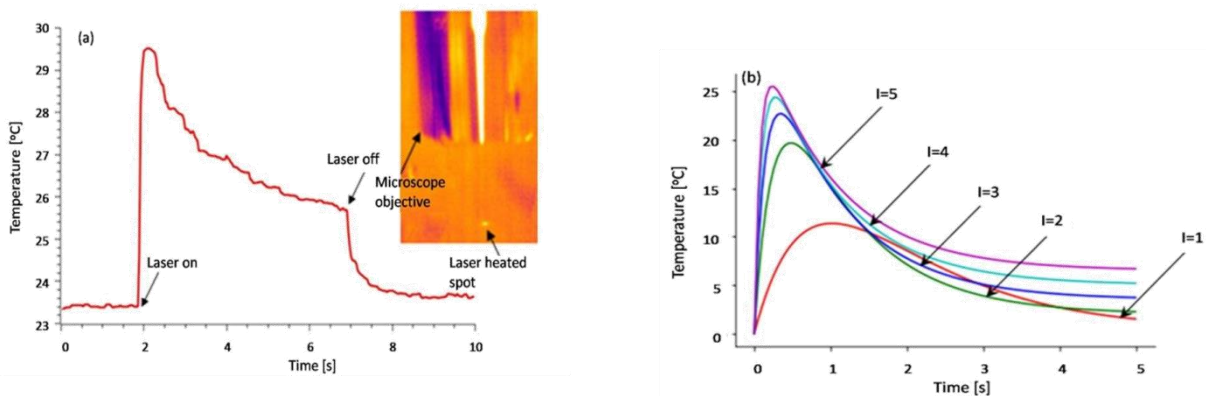 (a)
30
29
28
27
26
25
24
23
Temperature [ºC]
Laser on
Laser off
Microscope
objective
Laser heated
spot
0
2
4
6
8
10
Time [s]
(b)
25
20
15
10
5
0
Temperature [ºC]
I=5
I=4
I=3
I=2
I=1
0
1
2
3
4
5
Time [s]